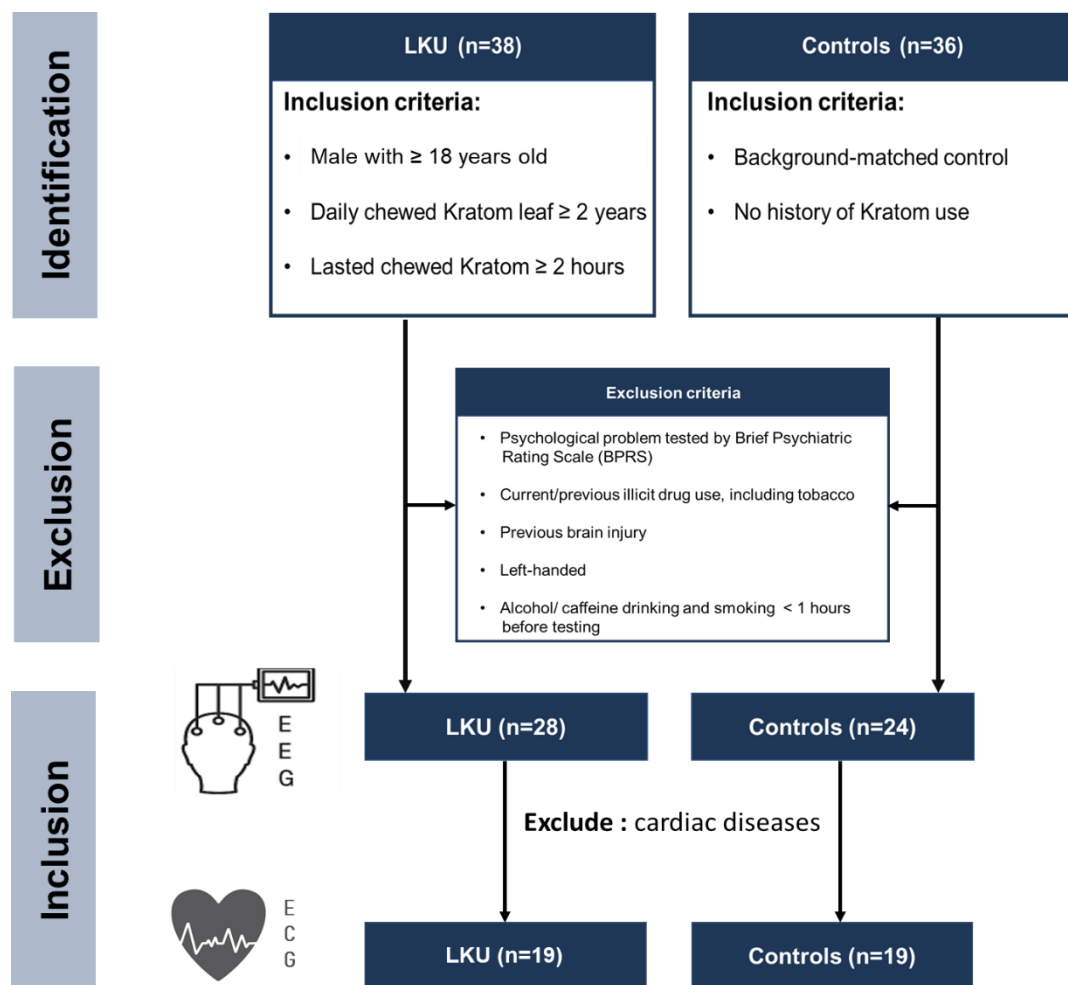 Identification
LKU (n=38)
Inclusion criteria:
• Male with ≥ 18 years old
• Daily chewed Kratom leaf ≥ 2 years
• Lasted chewed Kratom ≥ 2 hours
Controls (n=36)
Inclusion criteria:
• Background-matched control
• No history of Kratom use
Exclusion
Exclusion criteria
• Psychological problem tested by Brief Psychiatric
Rating Scale (BPRS)
• Current/previous illicit drug use, including tobacco
• Previous brain injury
• Left-handed
• Alcohol/ caffeine drinking and smoking < 1 hours
before testing
Inclusion
E
E
G
LKU (n=28)
Controls (n=24)
Exclude : cardiac diseases
E
C
G
LKU (n=19)
Controls (n=19)